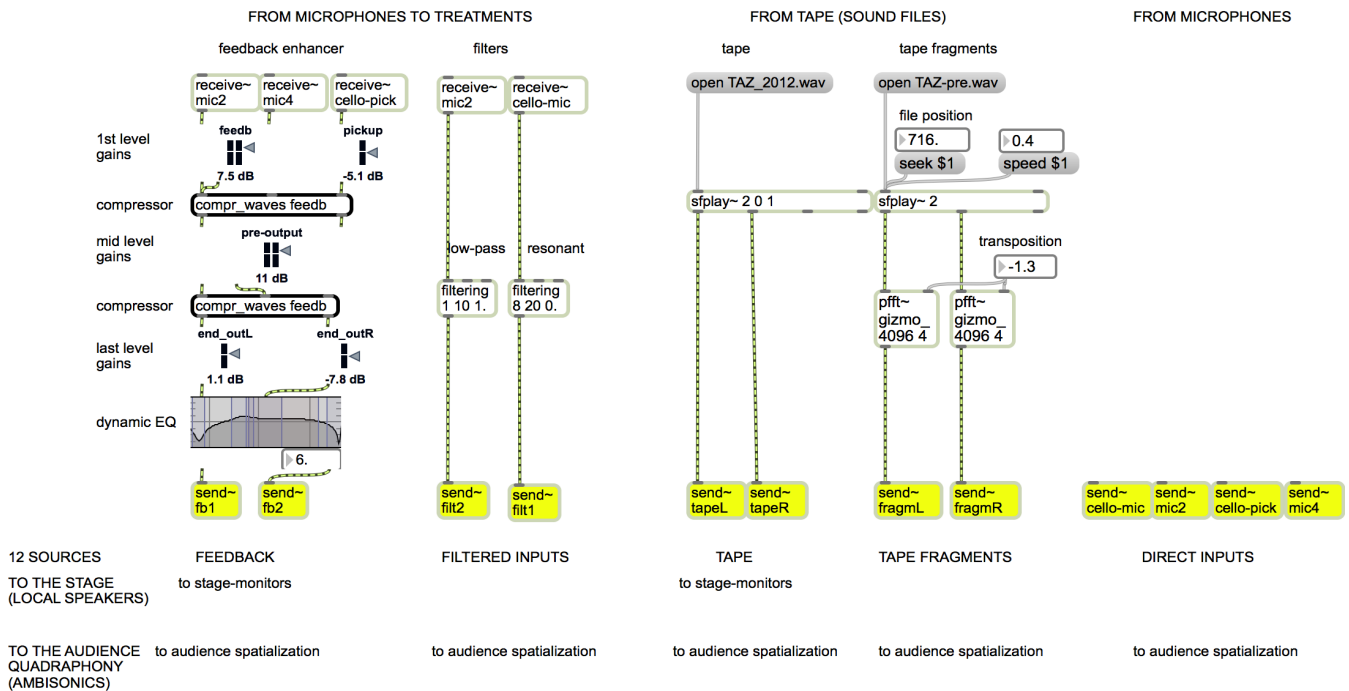 FROM MICROPHONES TO TREATMENTS
FROM TAPE (SOUND FILES)
FROM MICROPHONES
feedback enhancer
filters
tape
tape fragments
receive~
mic2
receive~
mic4
receive~
cello-pick
receive~
mic2
receive~
cello-mic
open TAZ_2012.wav
open TAZ-pre.wav
file position
716.
0.4
seek $1
speed $1
1st level
gains
feedb
pickup
7.5 dB
-5.1 dB
compressor
compr_waves feedb
sfplay~ 2 0 1
sfplay~ 2
mid level
gains
pre-output
11 dB
low-pass
resonant
transposition
-1.3
compressor
compr_waves feedb
filtering
1 10 1.
filtering
8 20 0.
pfft~
gizmo_
4096 4
pfft~
gizmo_
4096 4
last level
gains
end_outL
end_outR
1.1 dB
-7.8 dB
dynamic EQ
6.
send~
fb1
send~
fb2
send~
filt2
send~
filt1
send~
tapeL
send~
tapeR
send~
fragmL
send~
fragmR
send~
cello-mic
send~
mic2
send~
cello-pick
send~
mic4
12 SOURCES
FEEDBACK
FILTERED INPUTS
TAPE
TAPE FRAGMENTS
DIRECT INPUTS
TO THE STAGE
(LOCAL SPEAKERS)
to stage-monitors
to stage-monitors
TO THE AUDIENCE
QUADRAPHONY
(AMBISONICS)
to audience spatialization
to audience spatialization
to audience spatialization
to audience spatialization
to audience spatialization